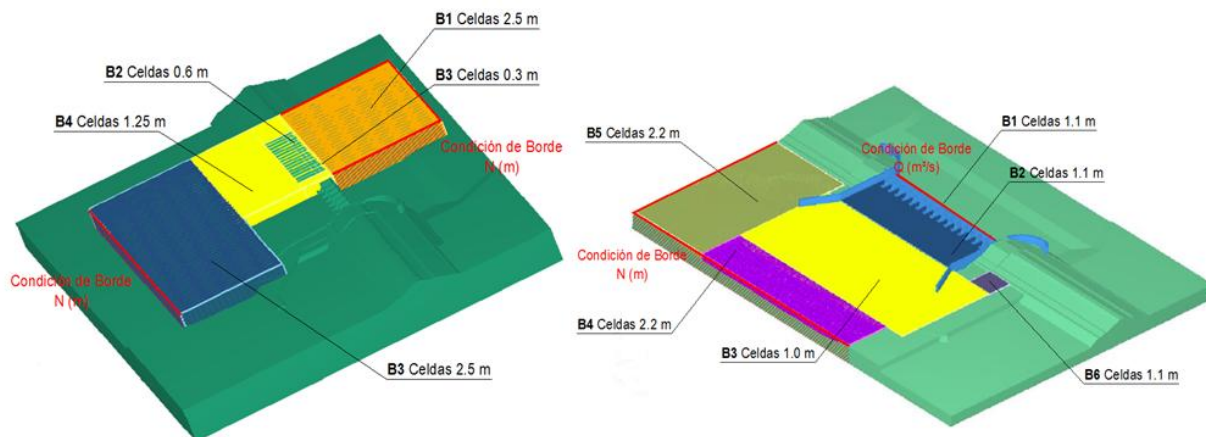 B1 Celdas 2.5 m
B2 Celdas 0.6 m
B3 Celdas 0.3 m
B4 Celdas 1.25 m
Condición de Borde
N (m)
Condición de Borde
N (m)
B3 Celdas 2.5 m
B5 Celdas 2.2 m
B1 Celdas 1.1 m
Condición de Borde
Q (m³/s)
B2 Celdas 1.1 m
Condición de Borde
N (m)
B4 Celdas 2.2 m
B3 Celdas 1.0 m
B6 Celdas 1.1 m